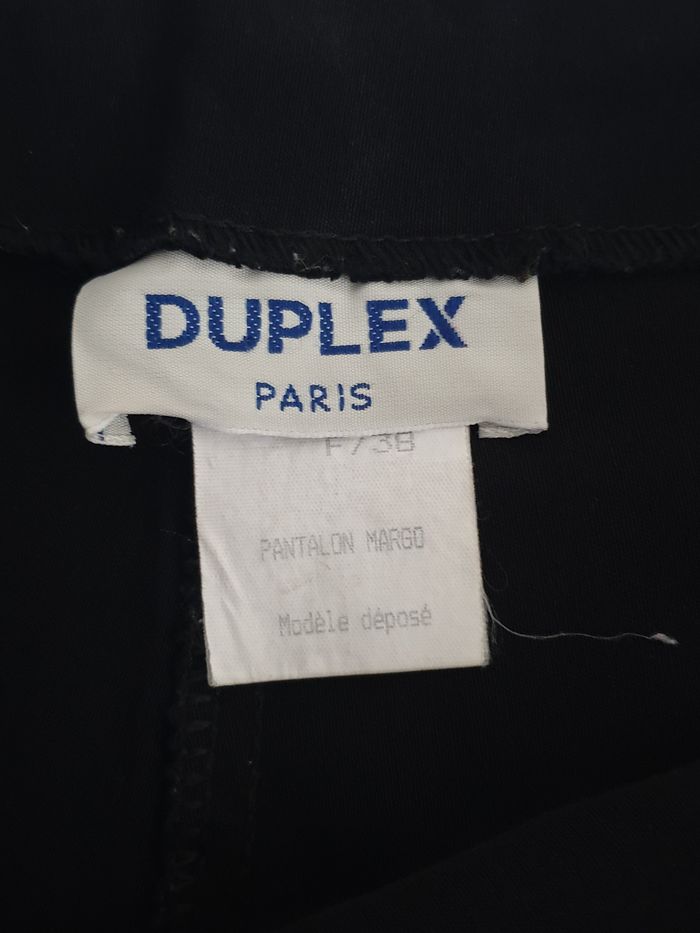 DUPLEX
PARIS
F/38
PANTALON MARGO
Modèle déposé